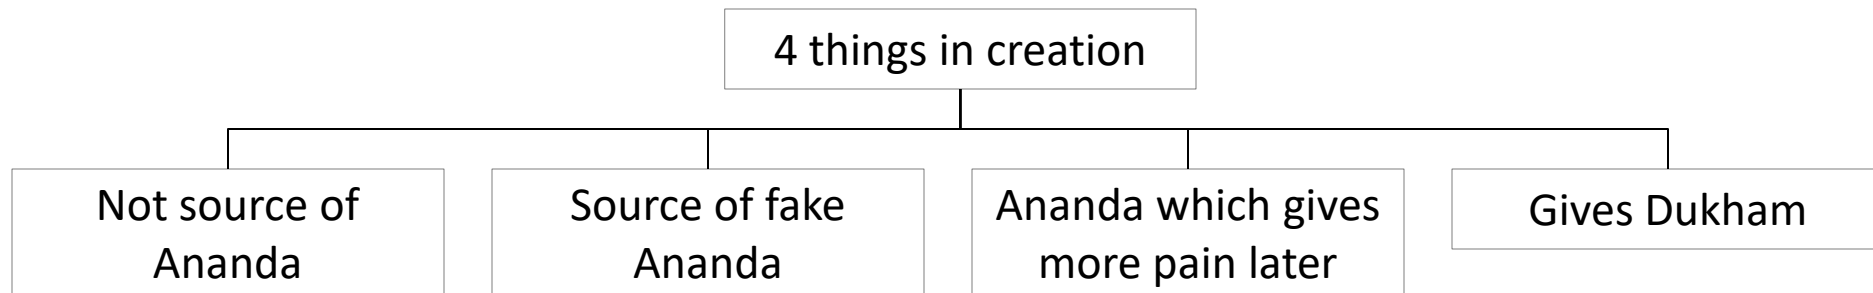 4 things in creation
Not source of
Ananda
Source of fake
Ananda
Ananda which gives
more pain later
Gives Dukham